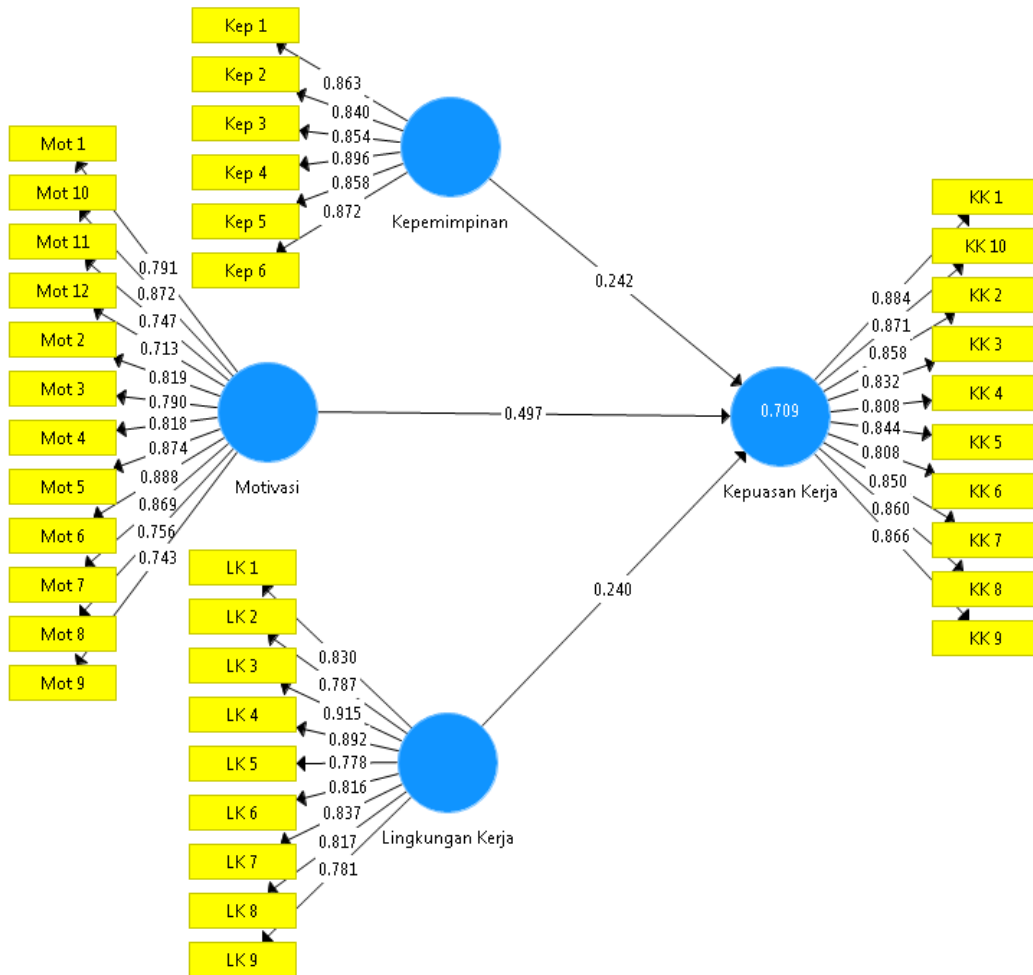 Kep 1
Kep 2
Kep 3
Kep 4
Kep 5
Kep 6
0.863
0.840
0.854
0.896
0.858
0.872
Kepemimpinan
0.242
Mot 1
Mot 10
Mot 11
Mot 12
Mot 2
Mot 3
Mot 4
Mot 5
Mot 6
Mot 7
Mot 8
Mot 9
0.791
0.872
0.747
0.713
0.819
0.790
0.818
0.874
0.888
0.869
0.756
0.743
Motivasi
0.497
LK 1
LK 2
LK 3
LK 4
LK 5
LK 6
LK 7
LK 8
LK 9
0.830
0.787
0.915
0.892
0.778
0.816
0.837
0.817
0.781
Lingkungan Kerja
0.240
0.709
Kepuasan Kerja
0.884
0.871
0.858
0.832
0.808
0.844
0.808
0.850
0.860
0.866
KK 1
KK 10
KK 2
KK 3
KK 4
KK 5
KK 6
KK 7
KK 8
KK 9